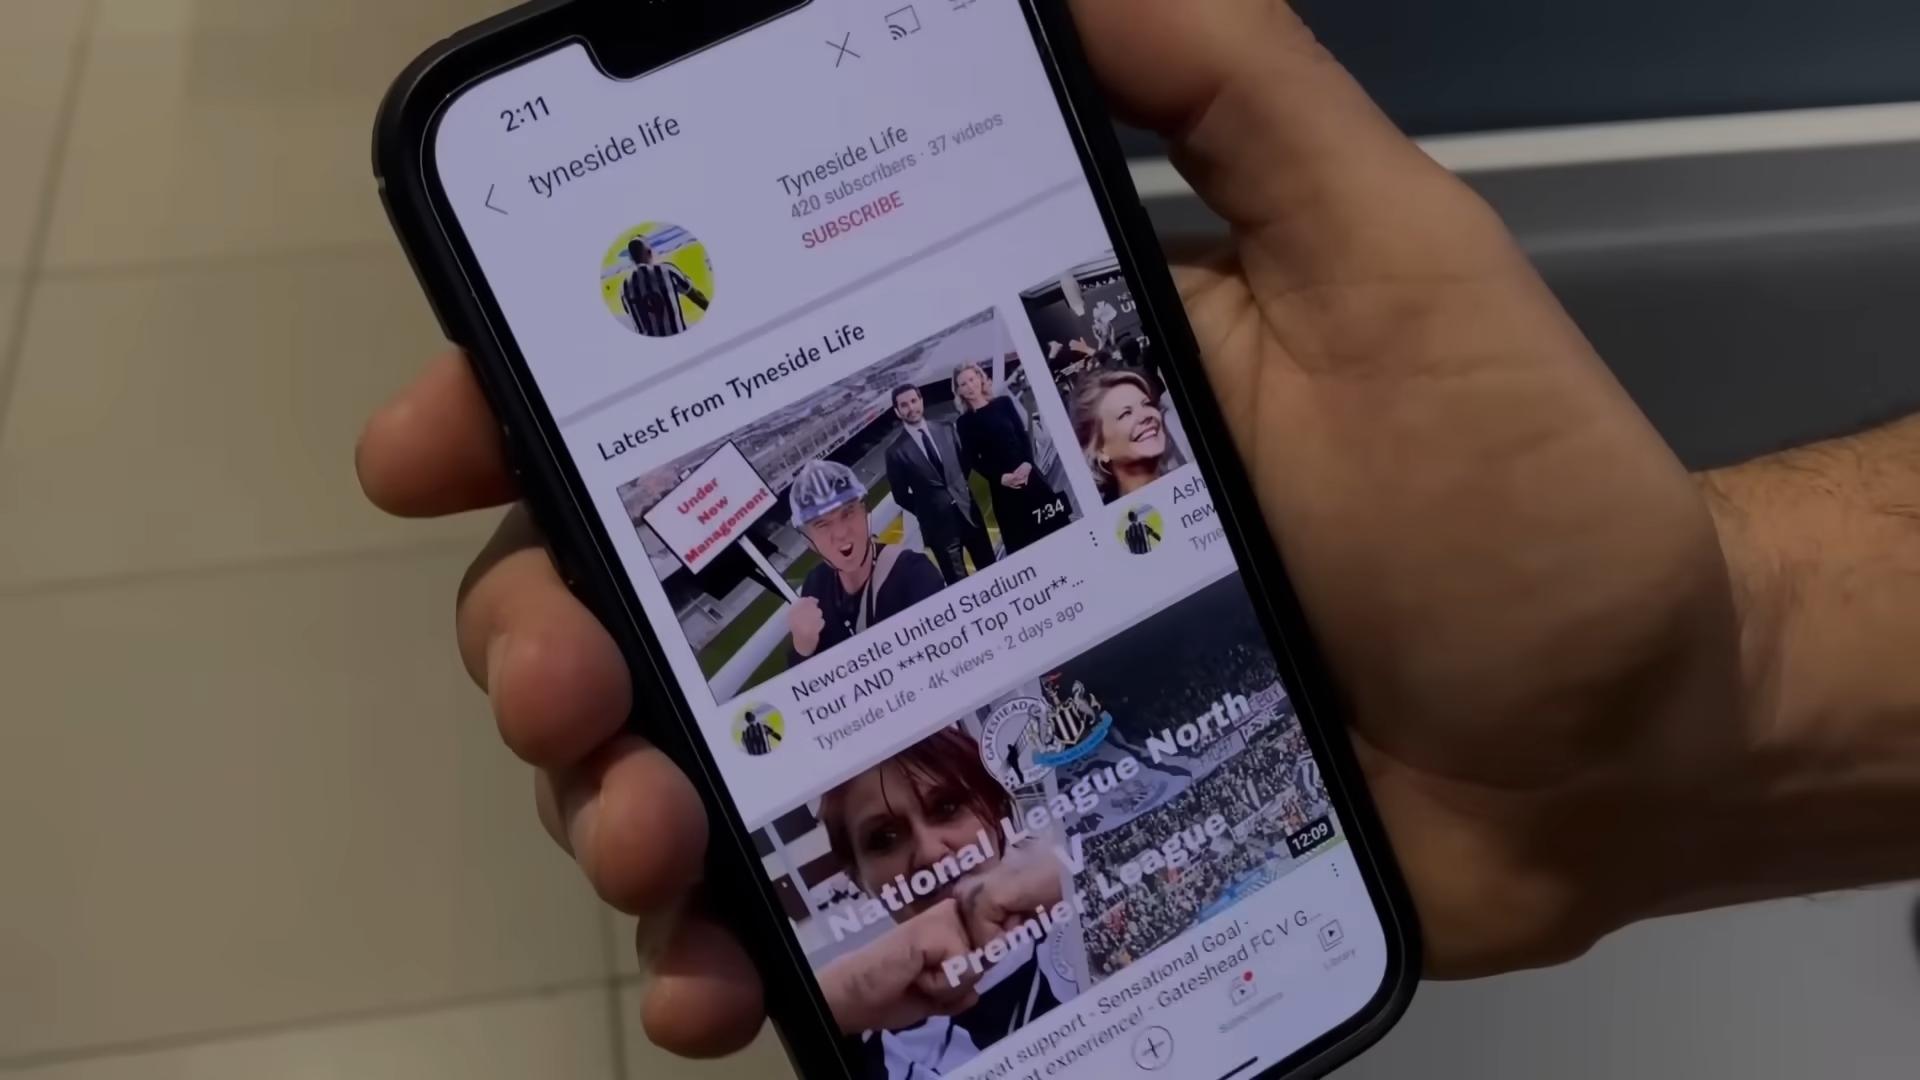 2:11
tyneside life
Tyneside Life
420 subscribers · 37 videos
SUBSCRIBE
Latest from Tyneside Life
Under
New
Management
7:34
Newcastle United Stadium
Tour AND ***Roof Top Tour** ...
Tyneside Life · 4K views · 2 days ago
Ash
new
Tyne
GATESHEAD
National League North
V
Premier League
12:09
Great support - Sensational Goal -
t experience! - Gateshead FC V G...
Library